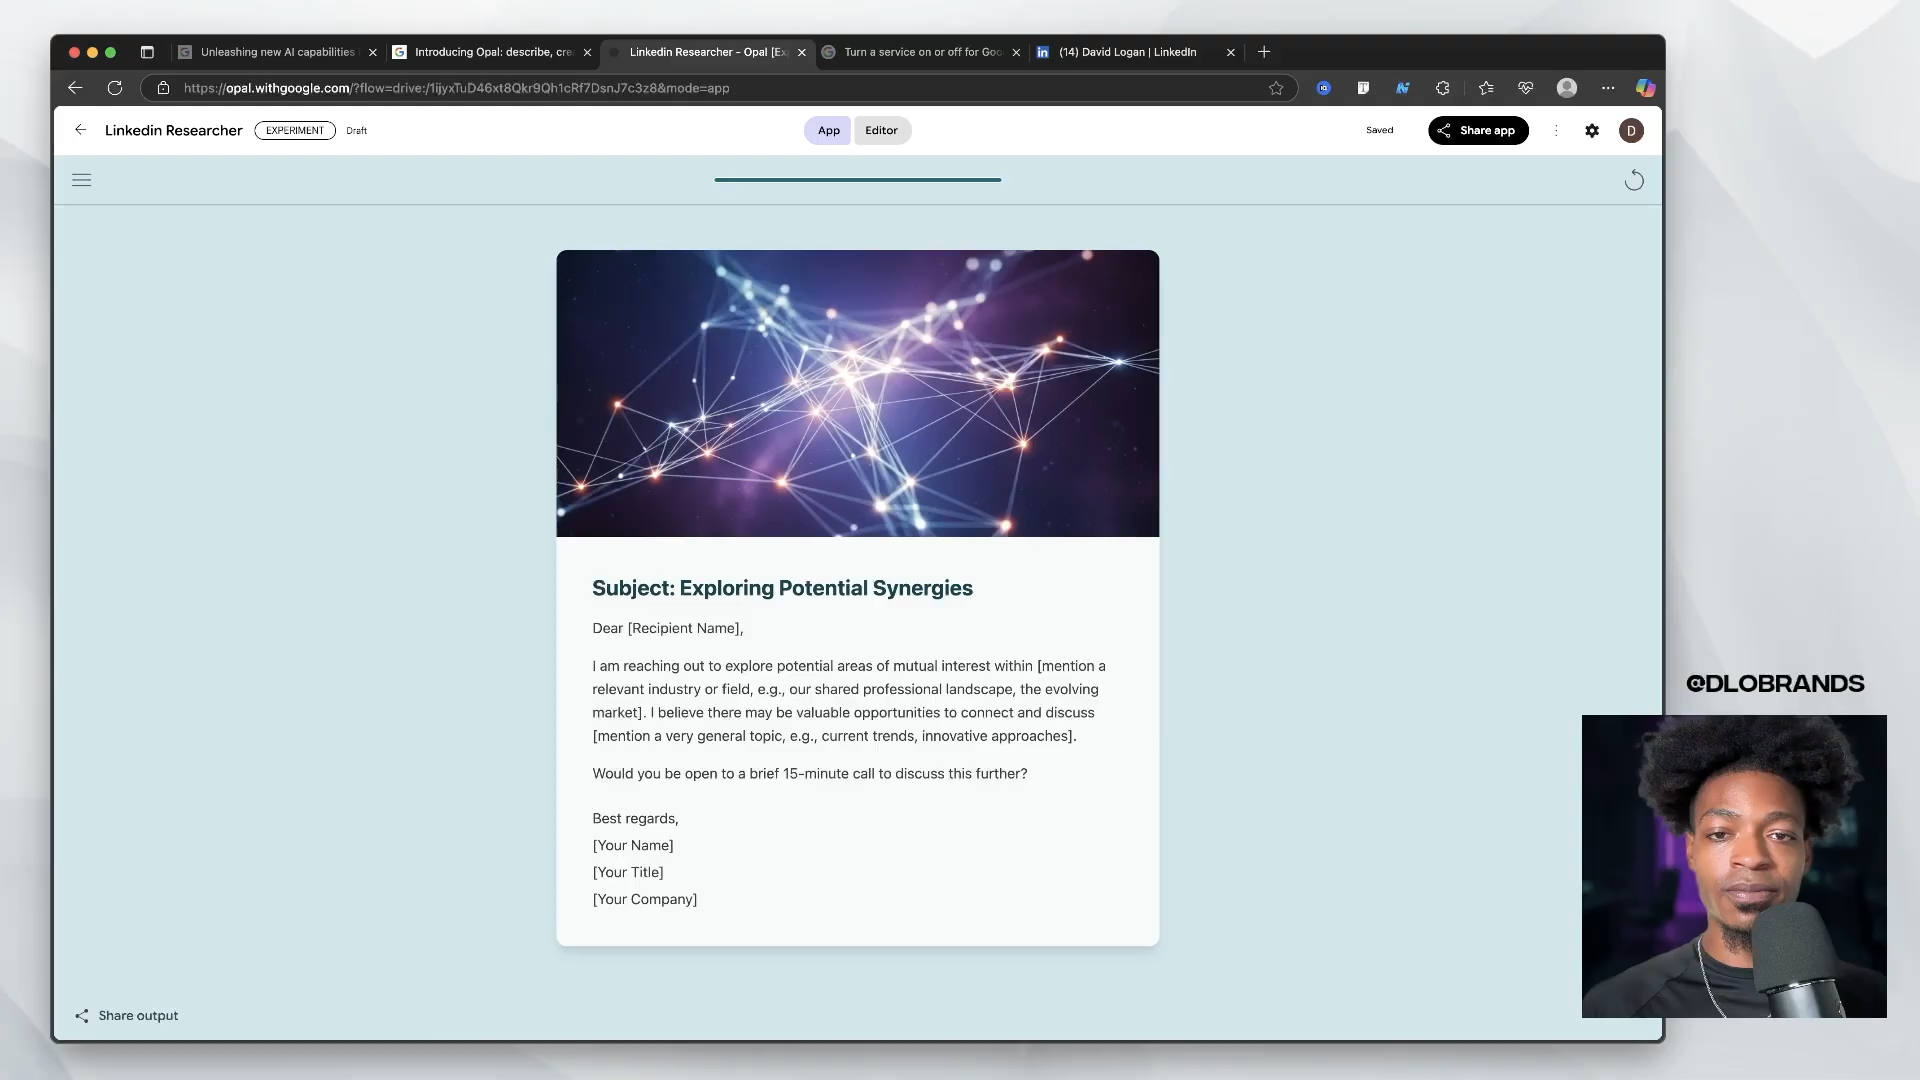 Unleashing new AI capabilities
Introducing Opal: describe, cre
Linkedin Researcher - Opal [Ex
Turn a service on or off for Goo
(14) David Logan | LinkedIn
https://opal.withgoogle.com/?flow=drive:/1ijyxTuD46xt8Qkr9Qh1cRf7DsnJ7c3z8&mode=app
Linkedin Researcher
EXPERIMENT
Draft
App
Editor
Saved
Share app
D
Subject: Exploring Potential Synergies
Dear [Recipient Name],
I am reaching out to explore potential areas of mutual interest within [mention a
relevant industry or field, e.g., our shared professional landscape, the evolving
market]. I believe there may be valuable opportunities to connect and discuss
[mention a very general topic, e.g., current trends, innovative approaches].
Would you be open to a brief 15-minute call to discuss this further?
Best regards,
[Your Name]
[Your Title]
[Your Company]
Share output
@DLOBRANDS